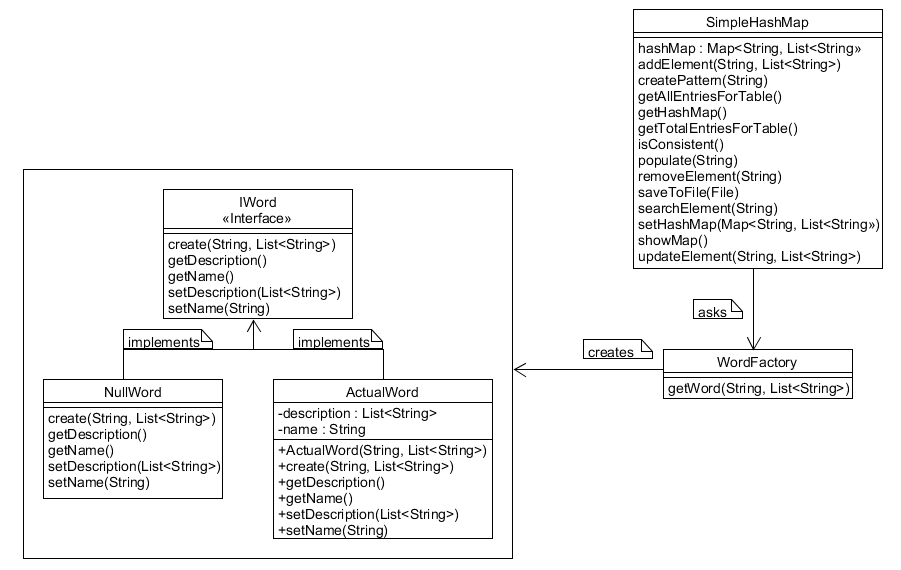 SimpleHashMap
hashMap : Map<String, List<String»
addElement(String, List<String>)
createPattern(String)
getAllEntriesForTable()
getHashMap()
getTotalEntriesForTable()
isConsistent()
populate(String)
removeElement(String)
saveToFile(File)
searchElement(String)
setHashMap(Map<String, List<String»)
showMap()
updateElement(String, List<String>)
IWord
«Interface»
create(String, List<String>)
getDescription()
getName()
setDescription(List<String>)
setName(String)
asks
implements
implements
creates
WordFactory
getWord(String, List<String>)
NullWord
create(String, List<String>)
getDescription()
getName()
setDescription(List<String>)
setName(String)
ActualWord
-description : List<String>
-name : String
+ActualWord(String, List<String>)
+create(String, List<String>)
+getDescription()
+getName()
+setDescription(List<String>)
+setName(String)